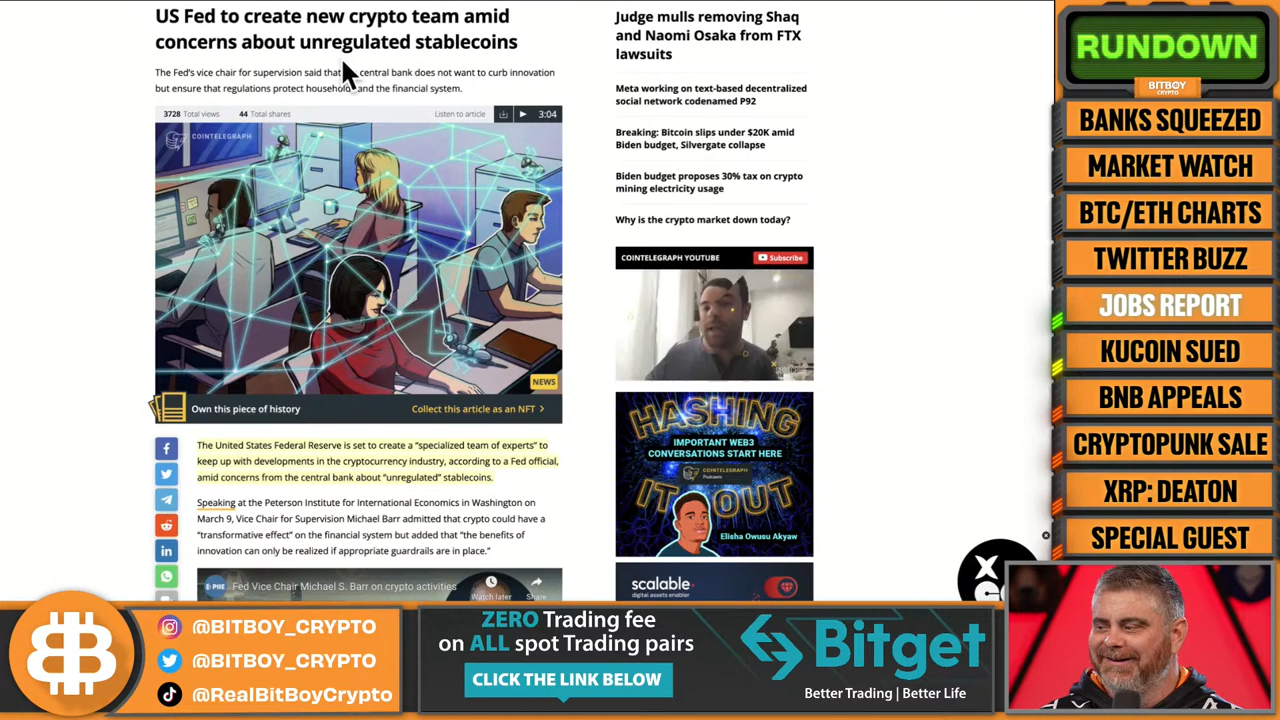 US Fed to create new crypto team amid
concerns about unregulated stablecoins
The Fed's vice chair for supervision said that central bank does not want to curb innovation
but ensure that regulations protect household and the financial system.
3728 Total views 44 Total shares Listen to article 3:04
COINTELEGRAPH
NEWS
Own this piece of history Collect this article as an NFT >
The United States Federal Reserve is set to create a "specialized team of experts" to
keep up with developments in the cryptocurrency industry, according to a Fed official,
amid concerns from the central bank about "unregulated" stablecoins.
Speaking at the Peterson Institute for International Economics in Washington on
March 9, Vice Chair for Supervision Michael Barr admitted that crypto could have a
"transformative effect" on the financial system but added that "the benefits of
innovation can only be realized if appropriate guardrails are in place."
PIIE Fed Vice Chair Michael S. Barr on crypto activities
Watch later Share
Judge mulls removing Shaq
and Naomi Osaka from FTX
lawsuits
Meta working on text-based decentralized
social network codenamed P92
Breaking: Bitcoin slips under $20K amid
Biden budget, Silvergate collapse
Biden budget proposes 30% tax on crypto
mining electricity usage
Why is the crypto market down today?
COINTELEGRAPH YOUTUBE Subscribe
HASHING
IMPORTANT WEB3
CONVERSATIONS START HERE
COINTELEGRAPH
Podcasts
IT OUT
Elisha Owusu Akyaw
scalable
digital assets enabler
X
RUNDOWN
BITBOY
CRYPTO
BANKS SQUEEZED
MARKET WATCH
BTC/ETH CHARTS
TWITTER BUZZ
JOBS REPORT
KUCOIN SUED
BNB APPEALS
CRYPTOPUNK SALE
XRP: DEATON
SPECIAL GUEST
@BITBOY_CRYPTO
@BITBOY_CRYPTO
@RealBitBoyCrypto
ZERO Trading fee
on ALL spot Trading pairs
CLICK THE LINK BELOW
Bitget
Better Trading | Better Life